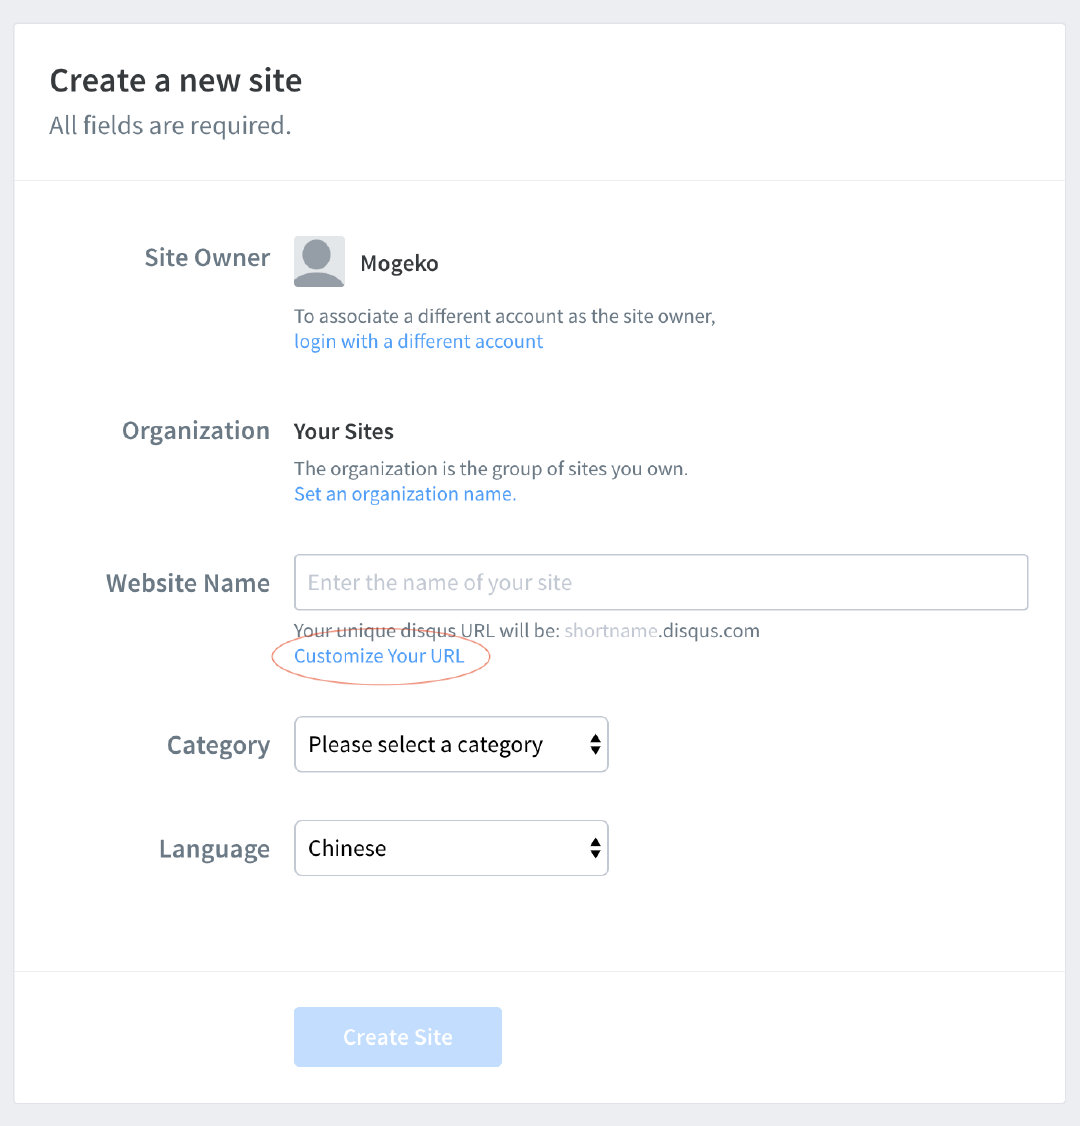 Create a new site
All fields are required.
Site Owner
Mogeko
To associate a different account as the site owner,
login with a different account
Organization
Your Sites
The organization is the group of sites you own.
Set an organization name.
Website Name
Enter the name of your site
Your unique disqus URL will be: shortname.disqus.com
Customize Your URL
Category
Please select a category
Language
Chinese
Create Site